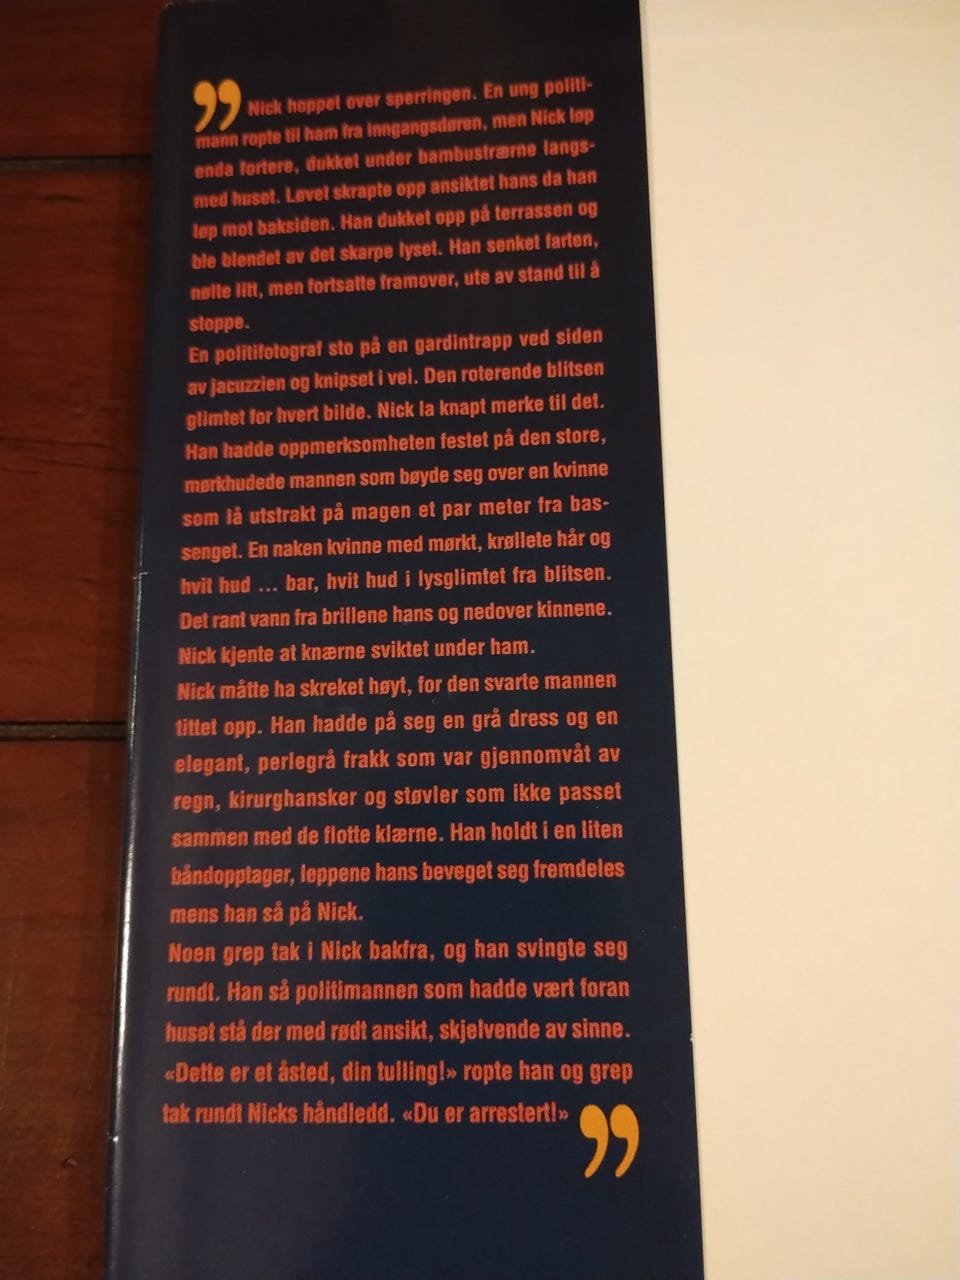 ” Nick hoppet over sperringen. En ung politi-
mann ropte til ham fra inngangsdøren, men Nick løp
enda fortere, dukket under bambustrærne langs-
med huset. Løvet skrapte opp ansiktet hans da han
løp mot baksiden. Han dukket opp på terrassen og
ble blendet av det skarpe lyset. Han senket farten,
nølte litt, men fortsatte framover, ute av stand til å
stoppe.
En politifotograf sto på en gardintrapp ved siden
av jacuzzien og knipset i vei. Den roterende blitsen
glimtet for hvert bilde. Nick la knapt merke til det.
Han hadde oppmerksomheten festet på den store,
mørkhudede mannen som bøyde seg over en kvinne
som lå utstrakt på magen et par meter fra bas-
senget. En naken kvinne med mørkt, krøllete hår og
hvit hud ... bar, hvit hud i lysglimtet fra blitsen.
Det rant vann fra brillene hans og nedover kinnene.
Nick kjente at knærne sviktet under ham.
Nick måtte ha skreket høyt, for den svarte mannen
tittet opp. Han hadde på seg en grå dress og en
elegant, perlegrå frakk som var gjennomvåt av
regn, kirurghansker og støvler som ikke passet
sammen med de flotte klærne. Han holdt i en liten
båndopptager, leppene hans beveget seg fremdeles
mens han så på Nick.
Noen grep tak i Nick bakfra, og han svingte seg
rundt. Han så politimannen som hadde vært foran
huset stå der med rødt ansikt, skjelvende av sinne.
«Dette er et åsted, din tulling!» ropte han og grep
tak rundt Nicks håndledd. «Du er arrestert!» ”